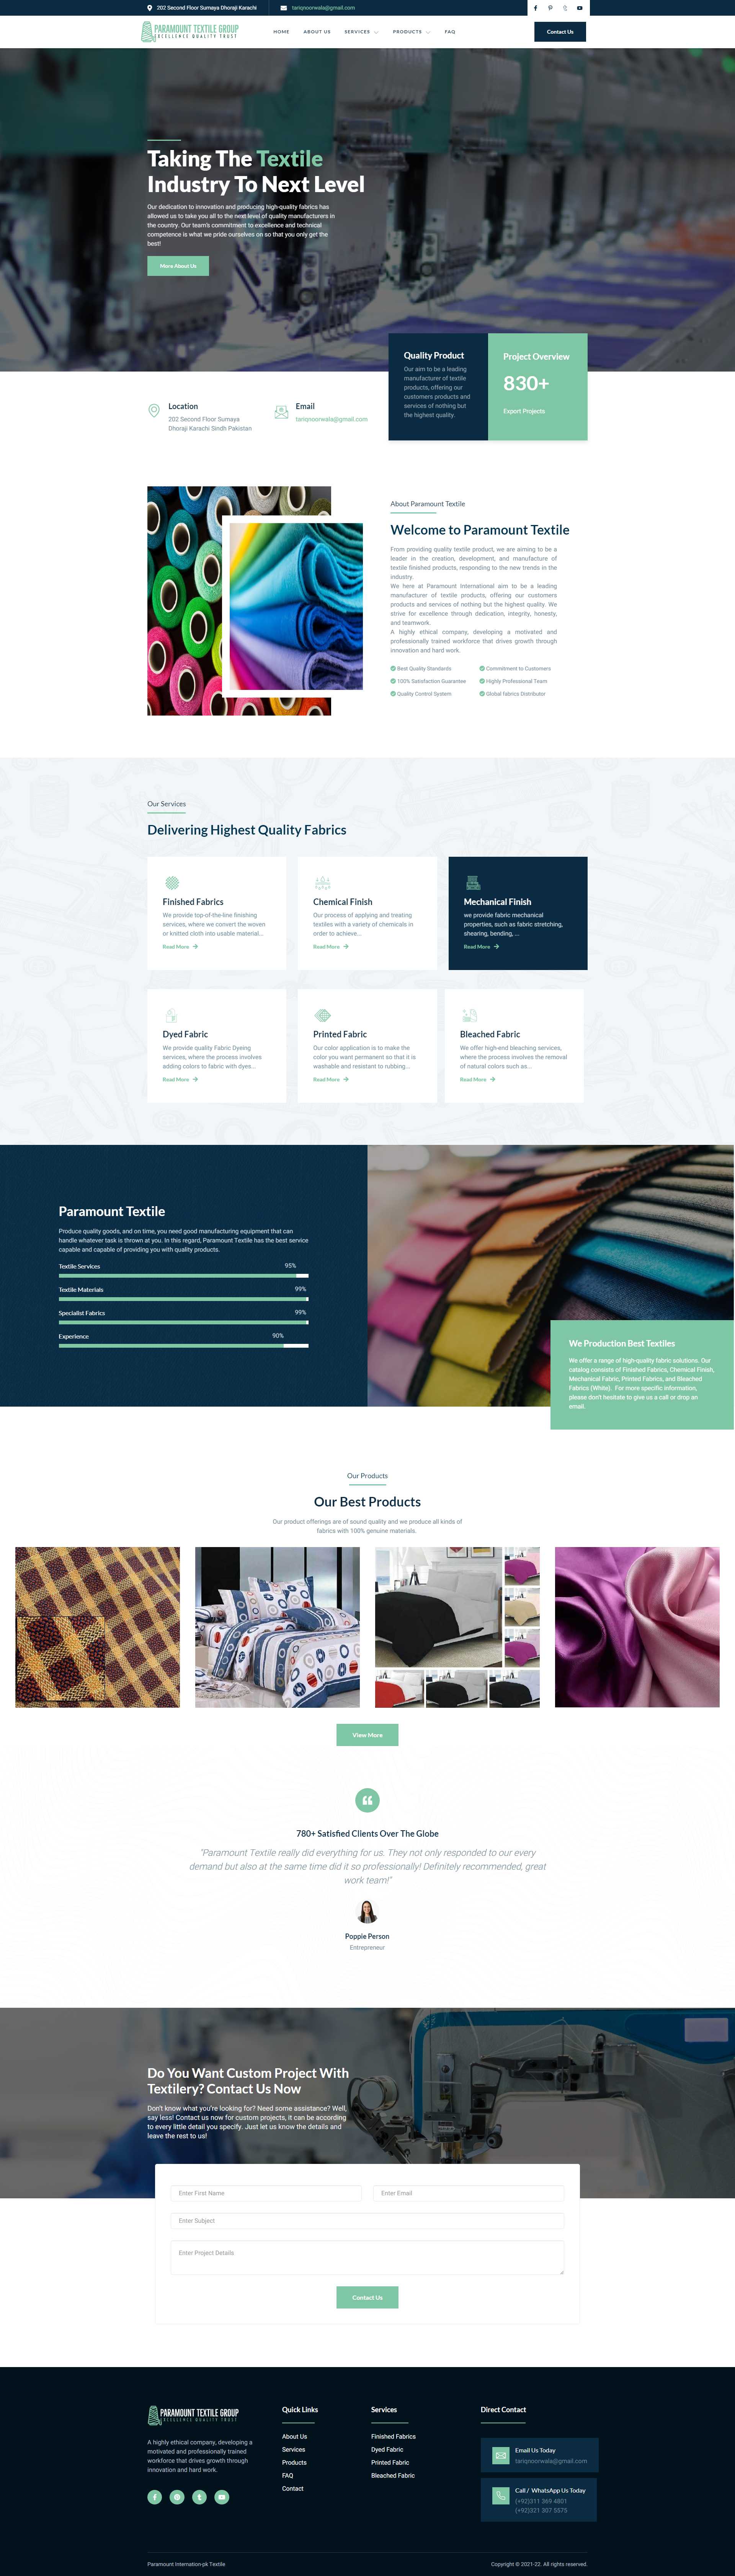 202 Second Floor Sumaya Dhoraji Karachi
tariqnoorwala@gmail.com
PARAMOUNT TEXTILE GROUP
EXCELLENCE QUALITY TRUST
HOME
ABOUT US
SERVICES
PRODUCTS
FAQ
Contact Us
Taking The Textile
Industry To Next Level
Our dedication to innovation and producing high-quality fabrics has
allowed us to take you all to the next level of quality manufacturers in
the country. Our team's commitment to excellence and technical
competence is what we pride ourselves on so that you only get the
best!
More About Us
Quality Product
Our aim to be a leading
manufacturer of textile
products, offering our
customers products and
services of nothing but
the highest quality.
Project Overview
830+
Export Projects
Location
202 Second Floor Sumaya
Dhoraji Karachi Sindh Pakistan
Email
tariqnoorwala@gmail.com
About Paramount Textile
Welcome to Paramount Textile
From providing quality textile product, we are aiming to be a
leader in the creation, development, and manufacture of
textile finished products, responding to the new trends in the
industry.
We here at Paramount International aim to be a leading
manufacturer of textile products, offering our customers
products and services of nothing but the highest quality. We
strive for excellence through dedication, integrity, honesty,
and teamwork.
A highly ethical company, developing a motivated and
professionally trained workforce that drives growth through
innovation and hard work.
Best Quality Standards
Commitment to Customers
100% Satisfaction Guarantee
Highly Professional Team
Quality Control System
Global fabrics Distributor
Our Services
Delivering Highest Quality Fabrics
Finished Fabrics
We provide top-of-the-line finishing
services, where we convert the woven
or knitted cloth into usable material...
Read More
Chemical Finish
Our process of applying and treating
textiles with a variety of chemicals in
order to achieve...
Read More
Mechanical Finish
we provide fabric mechanical
properties, such as fabric stretching,
shearing, bending, ...
Read More
Dyed Fabric
We provide quality Fabric Dyeing
services, where the process involves
adding colors to fabric with dyes...
Read More
Printed Fabric
Our color application is to make the
color you want permanent so that it is
washable and resistant to rubbing...
Read More
Bleached Fabric
We offer high-end bleaching services,
where the process involves the removal
of natural colors such as...
Read More
Paramount Textile
Produce quality goods, and on time, you need good manufacturing equipment that can
handle whatever task is thrown at you. In this regard, Paramount Textile has the best service
capable and capable of providing you with quality products.
Textile Services 95%
Textile Materials 99%
Specialist Fabrics 99%
Experience 90%
We Production Best Textiles
We offer a range of high-quality fabric solutions. Our
catalog consists of Finished Fabrics, Chemical Finish,
Mechanical Fabric, Printed Fabrics, and Bleached
Fabrics (White). For more specific information,
please don't hesitate to give us a call or drop an
email.
Our Products
Our Best Products
Our product offerings are of sound quality and we produce all kinds of
fabrics with 100% genuine materials.
View More
780+ Satisfied Clients Over The Globe
"Paramount Textile really did everything for us. They not only responded to our every
demand but also at the same time did it so professionally! Definitely recommended, great
work team!"
Poppie Person
Entrepreneur
Do You Want Custom Project With
Textilery? Contact Us Now
Don't know what you're looking for? Need some assistance? Well,
say less! Contact us now for custom projects, it can be according
to every little detail you specify. Just let us know the details and
leave the rest to us!
Enter First Name
Enter Email
Enter Subject
Enter Project Details
Contact Us
PARAMOUNT TEXTILE GROUP
EXCELLENCE QUALITY TRUST
A highly ethical company, developing a
motivated and professionally trained
workforce that drives growth through
innovation and hard work.
Quick Links
About Us
Services
Products
FAQ
Contact
Services
Finished Fabrics
Dyed Fabric
Printed Fabric
Bleached Fabric
Direct Contact
Email Us Today
tariqnoorwala@gmail.com
Call / WhatsApp Us Today
(+92)311 369 4801
(+92)321 307 5575
Paramount Internation-pk Textile
Copyright © 2021-22. All rights reserved.